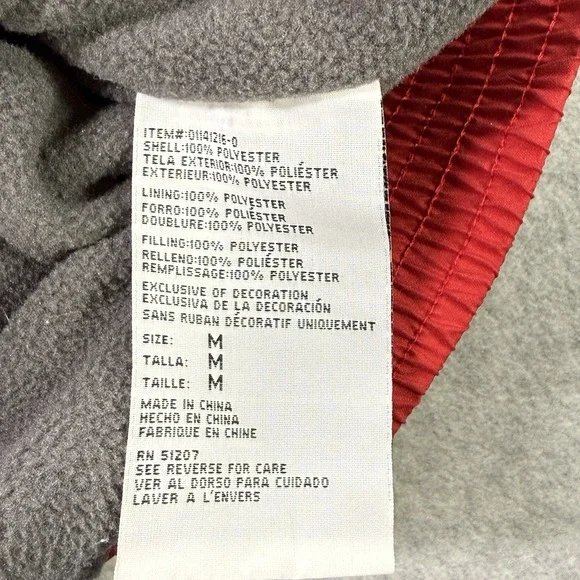 ITEM#:01141216-0
SHELL:100% POLYESTER
TELA EXTERIOR:100% POLIÉSTER
EXTERIEUR:100% POLYESTER
LINING:100% POLYESTER
FORRO:100% POLIÉSTER
DOUBLURE:100% POLYESTER
FILLING:100% POLYESTER
RELLENO:100% POLIÉSTER
REMPLISSAGE:100% POLYESTER
EXCLUSIVE OF DECORATION
EXCLUSIVA DE LA DECORACIÓN
SANS RUBAN DÉCORATIF UNIQUEMENT
SIZE: M
TALLA: M
TAILLE: M
MADE IN CHINA
HECHO EN CHINA
FABRIQUE EN CHINE
RN 51207
SEE REVERSE FOR CARE
VER AL DORSO PARA CUIDADO
LAVER A L'ENVERS